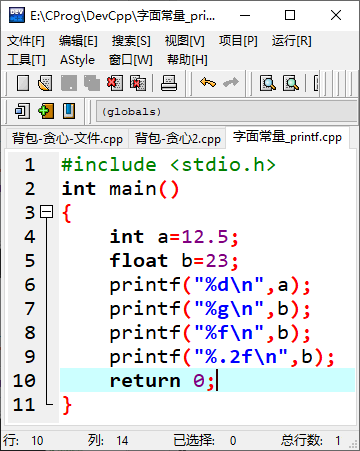 E:\CProg\DevCpp\字面常量_pri
文件[F] 编辑[E] 搜索[S] 视图[V] 项目[P] 运行[R]
工具[T] AStyle 窗口[W] 帮助[H]
(globals)
背包-贪心-文件.cpp 背包-贪心2.cpp 字面常量_printf.cpp
1 #include <stdio.h>
2 int main()
3 {
4 int a=12.5;
5 float b=23;
6 printf("%d\n",a);
7 printf("%g\n",b);
8 printf("%f\n",b);
9 printf("%.2f\n",b);
10 return 0;
11 }
行: 10 列: 14 已选择: 0 总行数: 1